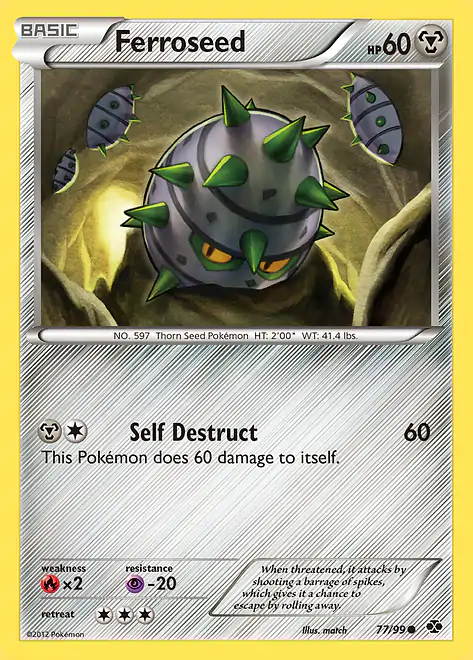 BASIC
Ferroseed
HP 60
NO. 597 Thorn Seed Pokémon HT: 2'00" WT: 41.4 lbs.
Self Destruct 60
This Pokémon does 60 damage to itself.
weakness
×2
resistance
-20
retreat
When threatened, it attacks by
shooting a barrage of spikes,
which gives it a chance to
escape by rolling away.
©2012 Pokémon
Illus. match
77/99